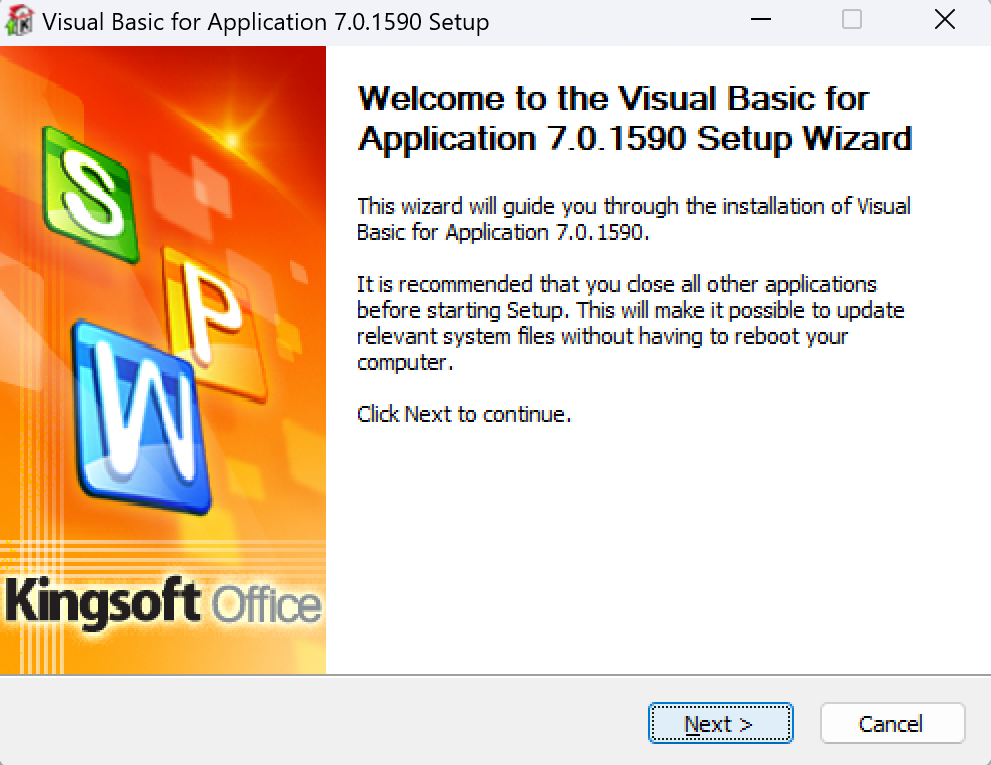 Visual Basic for Application 7.0.1590 Setup
S
P
W
Kingsoft Office
Welcome to the Visual Basic for
Application 7.0.1590 Setup Wizard
This wizard will guide you through the installation of Visual
Basic for Application 7.0.1590.
It is recommended that you close all other applications
before starting Setup. This will make it possible to update
relevant system files without having to reboot your
computer.
Click Next to continue.
Next >
Cancel